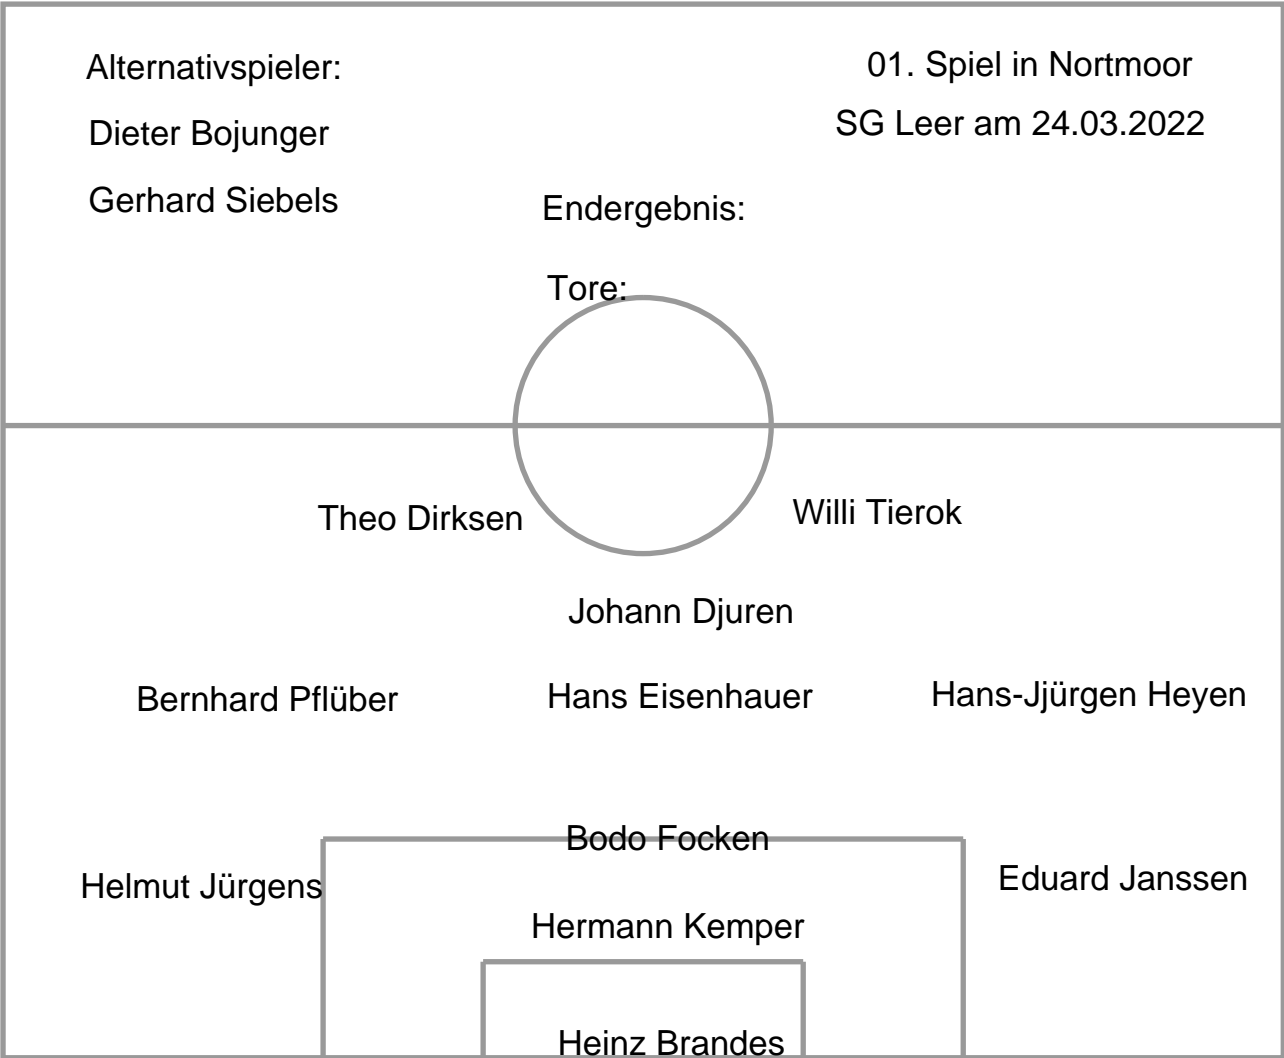 Alternativspieler:
Dieter Bojunger
Gerhard Siebels
01. Spiel in Nortmoor
SG Leer am 24.03.2022
Endergebnis:
Tore:
Theo Dirksen
Willi Tierok
Johann Djuren
Bernhard Pflüber
Hans Eisenhauer
Hans-Jjürgen Heyen
Bodo Focken
Helmut Jürgens
Eduard Janssen
Hermann Kemper
Heinz Brandes